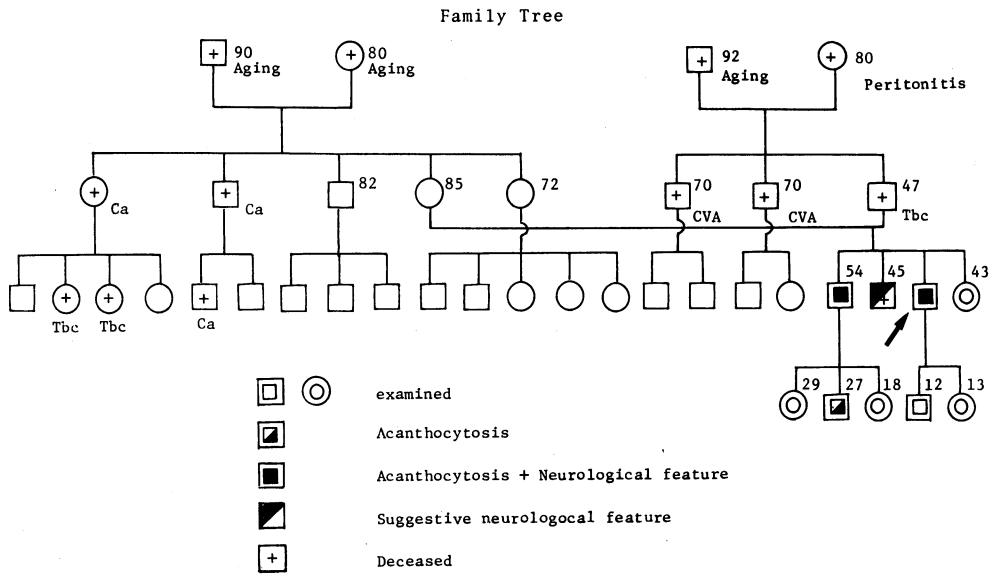 Family Tree
90
Aging
80
Aging
92
Aging
80
Peritonitis
Ca
Ca
82
85
72
70
CVA
70
CVA
47
Tbc
Tbc
Tbc
Ca
54
45
43
29
27
18
12
13
examined
Acanthocytosis
Acanthocytosis + Neurological feature
Suggestive neurologocal feature
Deceased